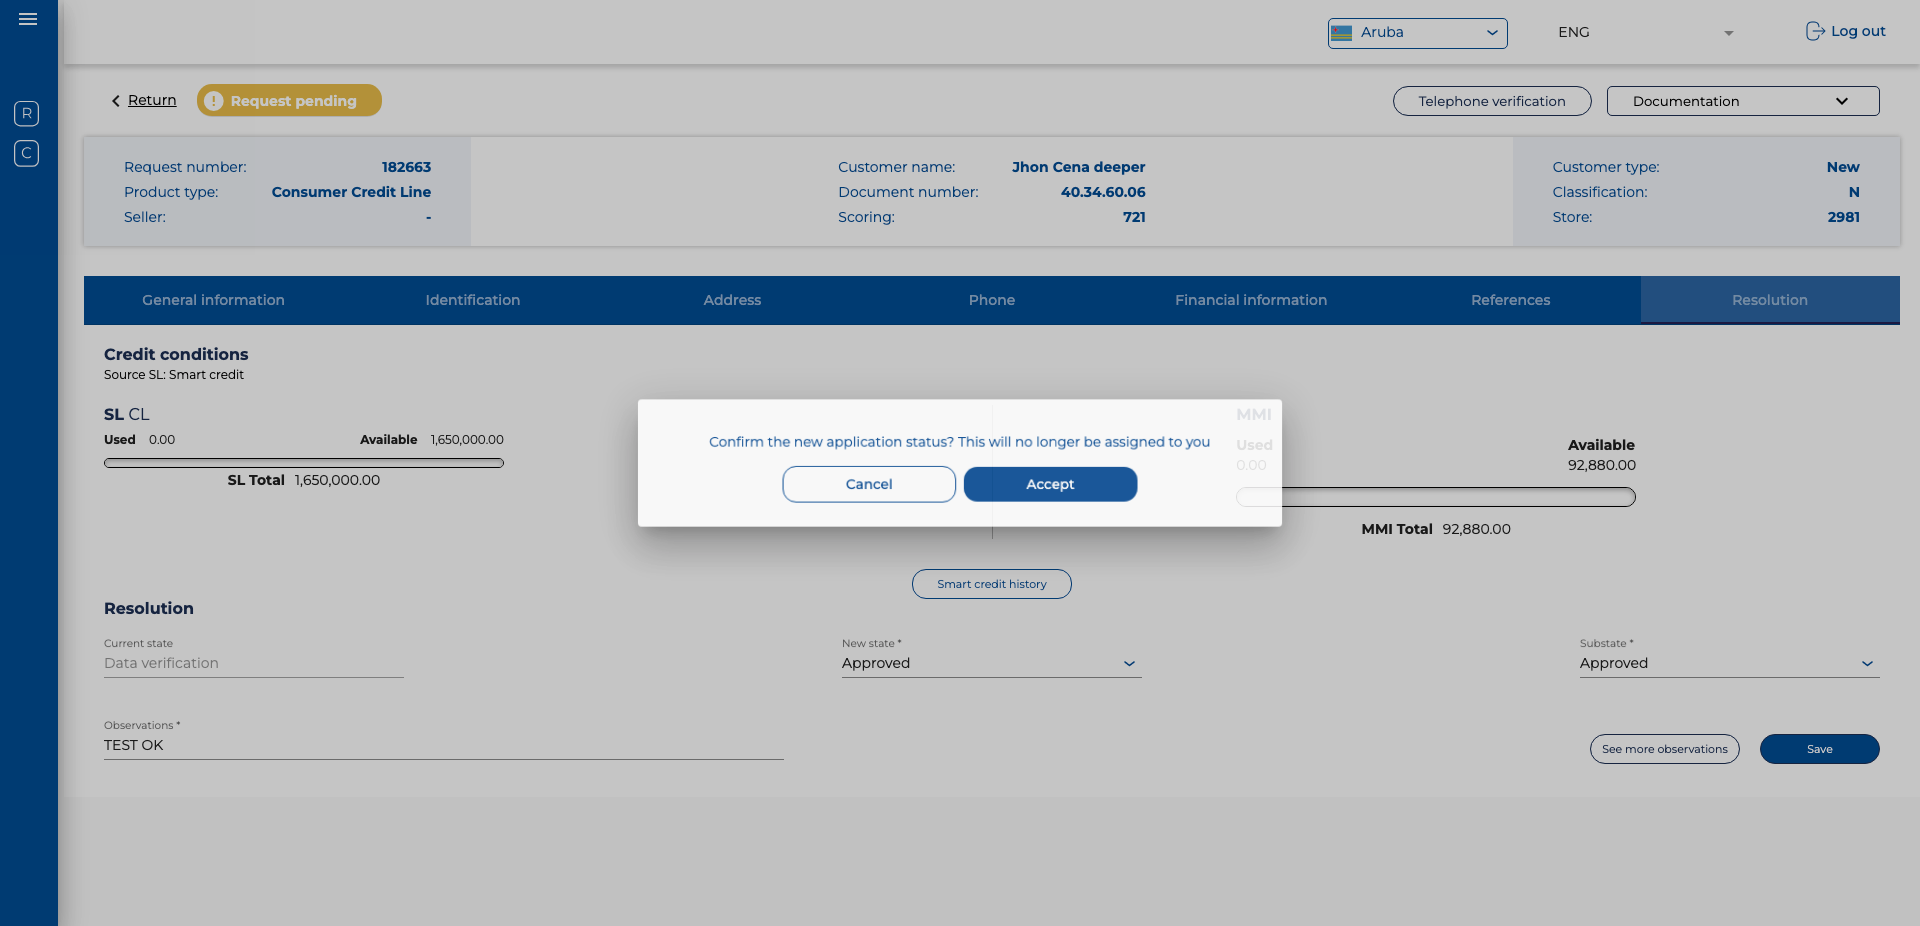 Aruba
ENG
Log out
R
C
Return
! Request pending
Telephone verification
Documentation
Request number: 182663
Product type: Consumer Credit Line
Seller: -
Customer name: Jhon Cena deeper
Document number: 40.34.60.06
Scoring: 721
Customer type: New
Classification: N
Store: 2981
General information
Identification
Address
Phone
Financial information
References
Resolution
Credit conditions
Source SL: Smart credit
SL CL
Used 0.00
Available 1,650,000.00
SL Total 1,650,000.00
Confirm the new application status? This will no longer be assigned to you
Cancel
Accept
MMI
Used
0.00
Available
92,880.00
MMI Total 92,880.00
Smart credit history
Resolution
Current state
Data verification
New state *
Approved
Substate *
Approved
Observations *
TEST OK
See more observations
Save